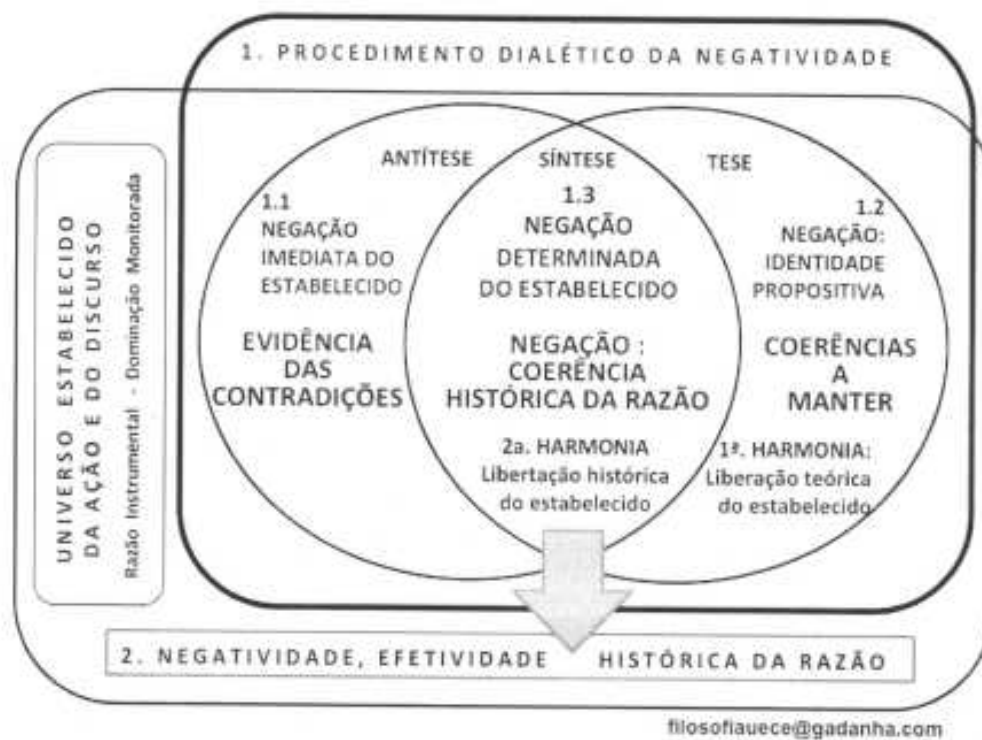 1. PROCEDIMENTO DIALÉTICO DA NEGATIVIDADE
UNIVERSO ESTABELECIDO
DA AÇÃO E DO DISCURSO
Razão Instrumental - Dominação Monitorada
ANTÍTESE
1.1
NEGAÇÃO
IMEDIATA DO
ESTABELECIDO
EVIDÊNCIA
DAS
CONTRADIÇÕES
SÍNTESE
1.3
NEGAÇÃO
DETERMINADA
DO ESTABELECIDO
NEGAÇÃO :
COERÊNCIA
HISTÓRICA DA RAZÃO
2a. HARMONIA
Libertação histórica
do estabelecido
TESE
1.2
NEGAÇÃO:
IDENTIDADE
PROPOSITIVA
COERÊNCIAS
A
MANTER
1ª. HARMONIA:
Liberação teórica
do estabelecido
2. NEGATIVIDADE, EFETIVIDADE HISTÓRICA DA RAZÃO
filosofiauece@gadanha.com